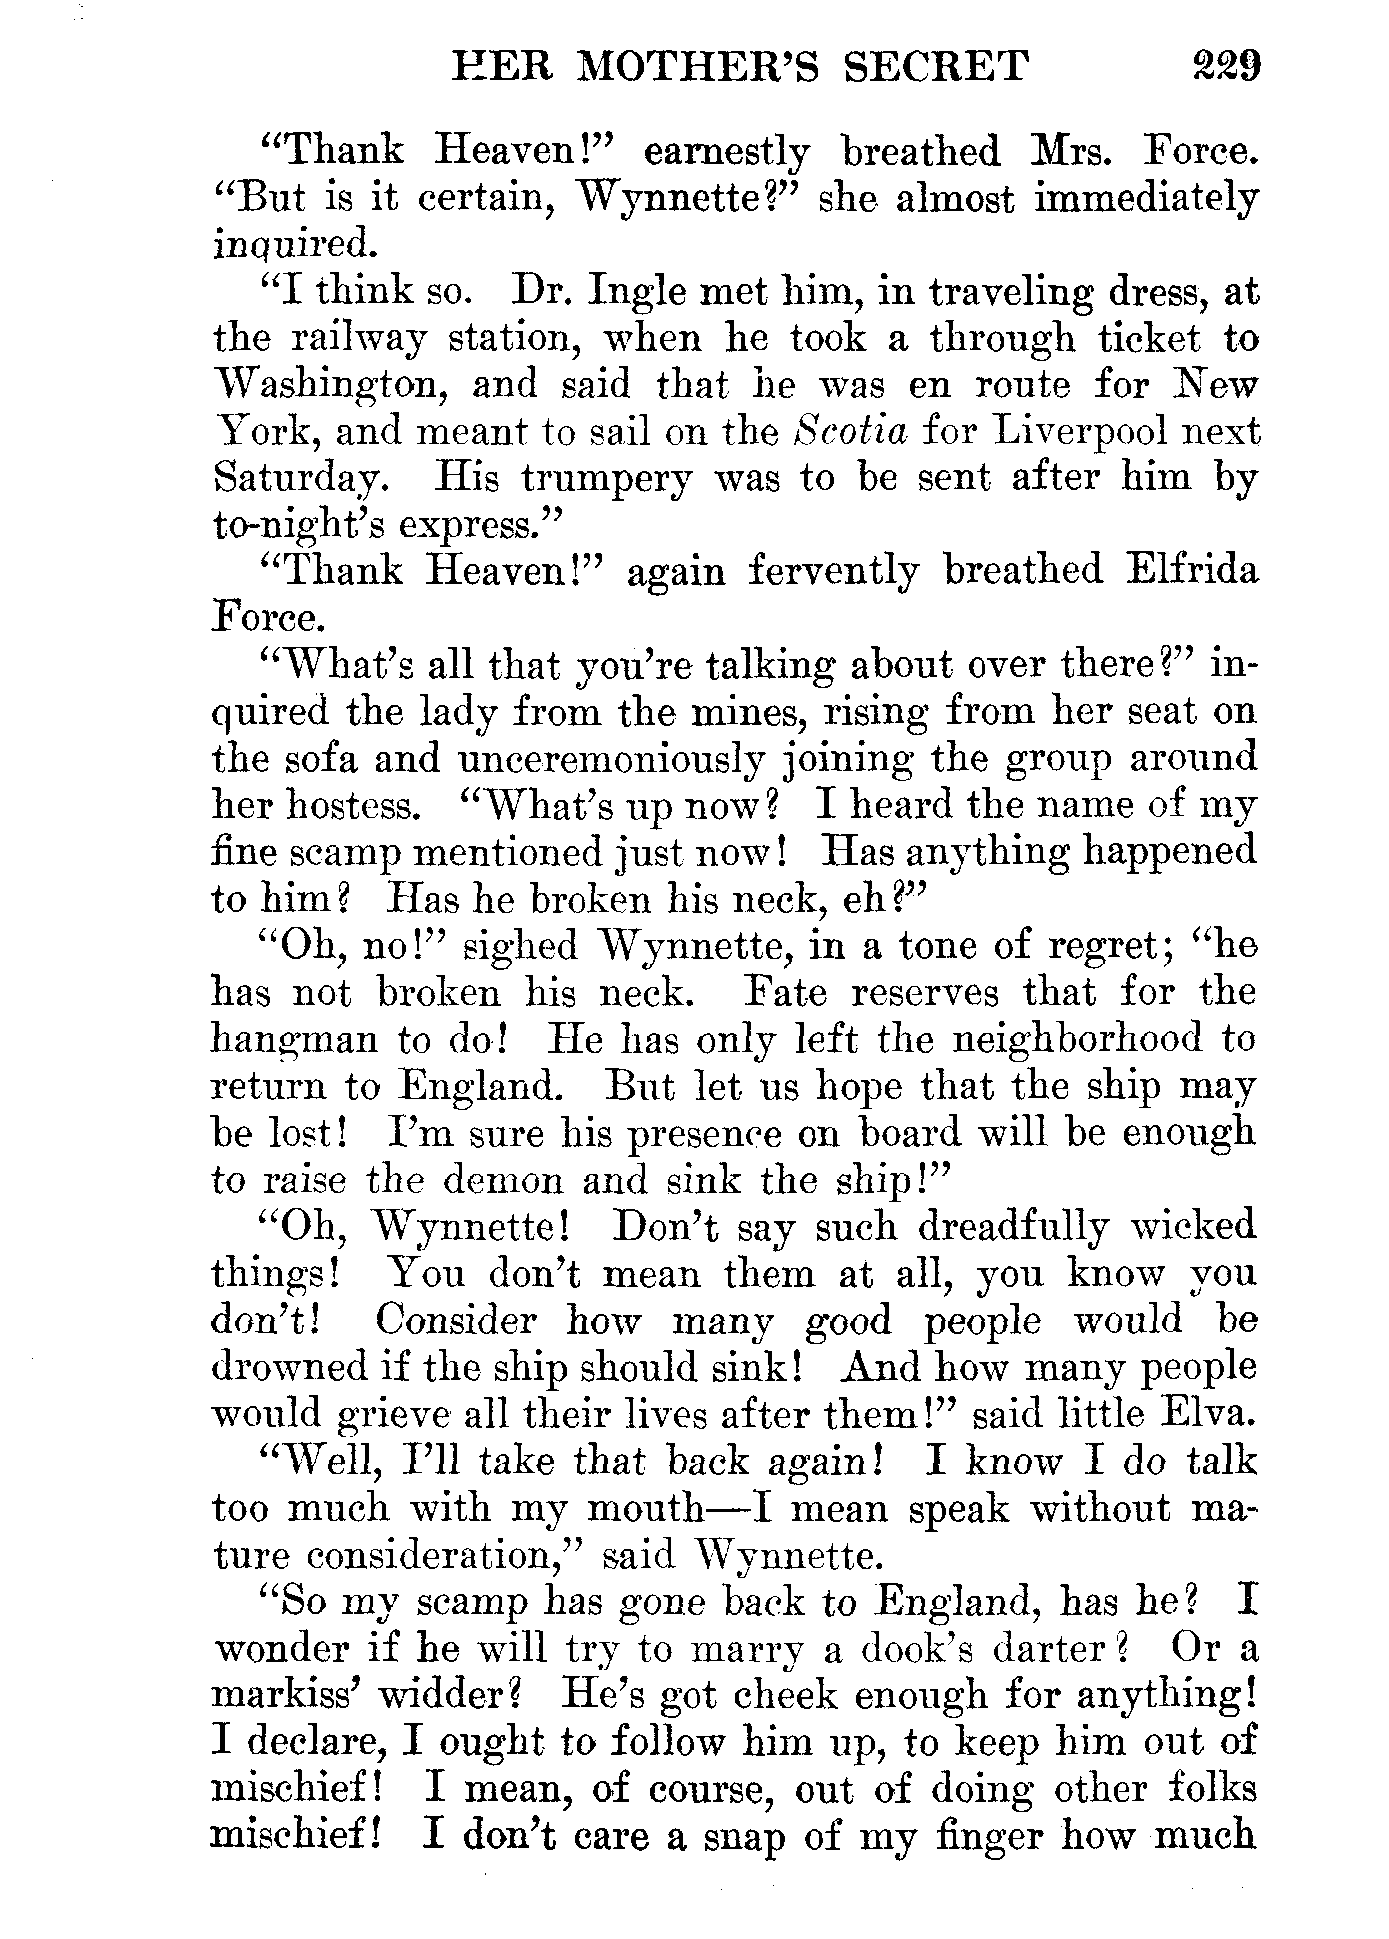 HER MOTHER'S SECRET 229
"Thank Heaven!" earnestly breathed Mrs. Force.
"But is it certain, Wynnette?" she almost immediately
inquired.
"I think so. Dr. Ingle met him, in traveling dress, at
the railway station, when he took a through ticket to
Washington, and said that he was en route for New
York, and meant to sail on the Scotia for Liverpool next
Saturday. His trumpery was to be sent after him by
to-night's express."
"Thank Heaven!" again fervently breathed Elfrida
Force.
"What's all that you're talking about over there?" in-
quired the lady from the mines, rising from her seat on
the sofa and unceremoniously joining the group around
her hostess. "What's up now? I heard the name of my
fine scamp mentioned just now! Has anything happened
to him? Has he broken his neck, eh?"
"Oh, no!" sighed Wynnette, in a tone of regret; "he
has not broken his neck. Fate reserves that for the
hangman to do! He has only left the neighborhood to
return to England. But let us hope that the ship may
be lost! I'm sure his presence on board will be enough
to raise the demon and sink the ship!"
"Oh, Wynnette! Don't say such dreadfully wicked
things! You don't mean them at all, you know you
don't! Consider how many good people would be
drowned if the ship should sink! And how many people
would grieve all their lives after them!" said little Elva.
"Well, I'll take that back again! I know I do talk
too much with my mouth—I mean speak without ma-
ture consideration," said Wynnette.
"So my scamp has gone back to England, has he? I
wonder if he will try to marry a dook's darter? Or a
markiss' widder? He's got cheek enough for anything!
I declare, I ought to follow him up, to keep him out of
mischief! I mean, of course, out of doing other folks
mischief! I don't care a snap of my finger how much